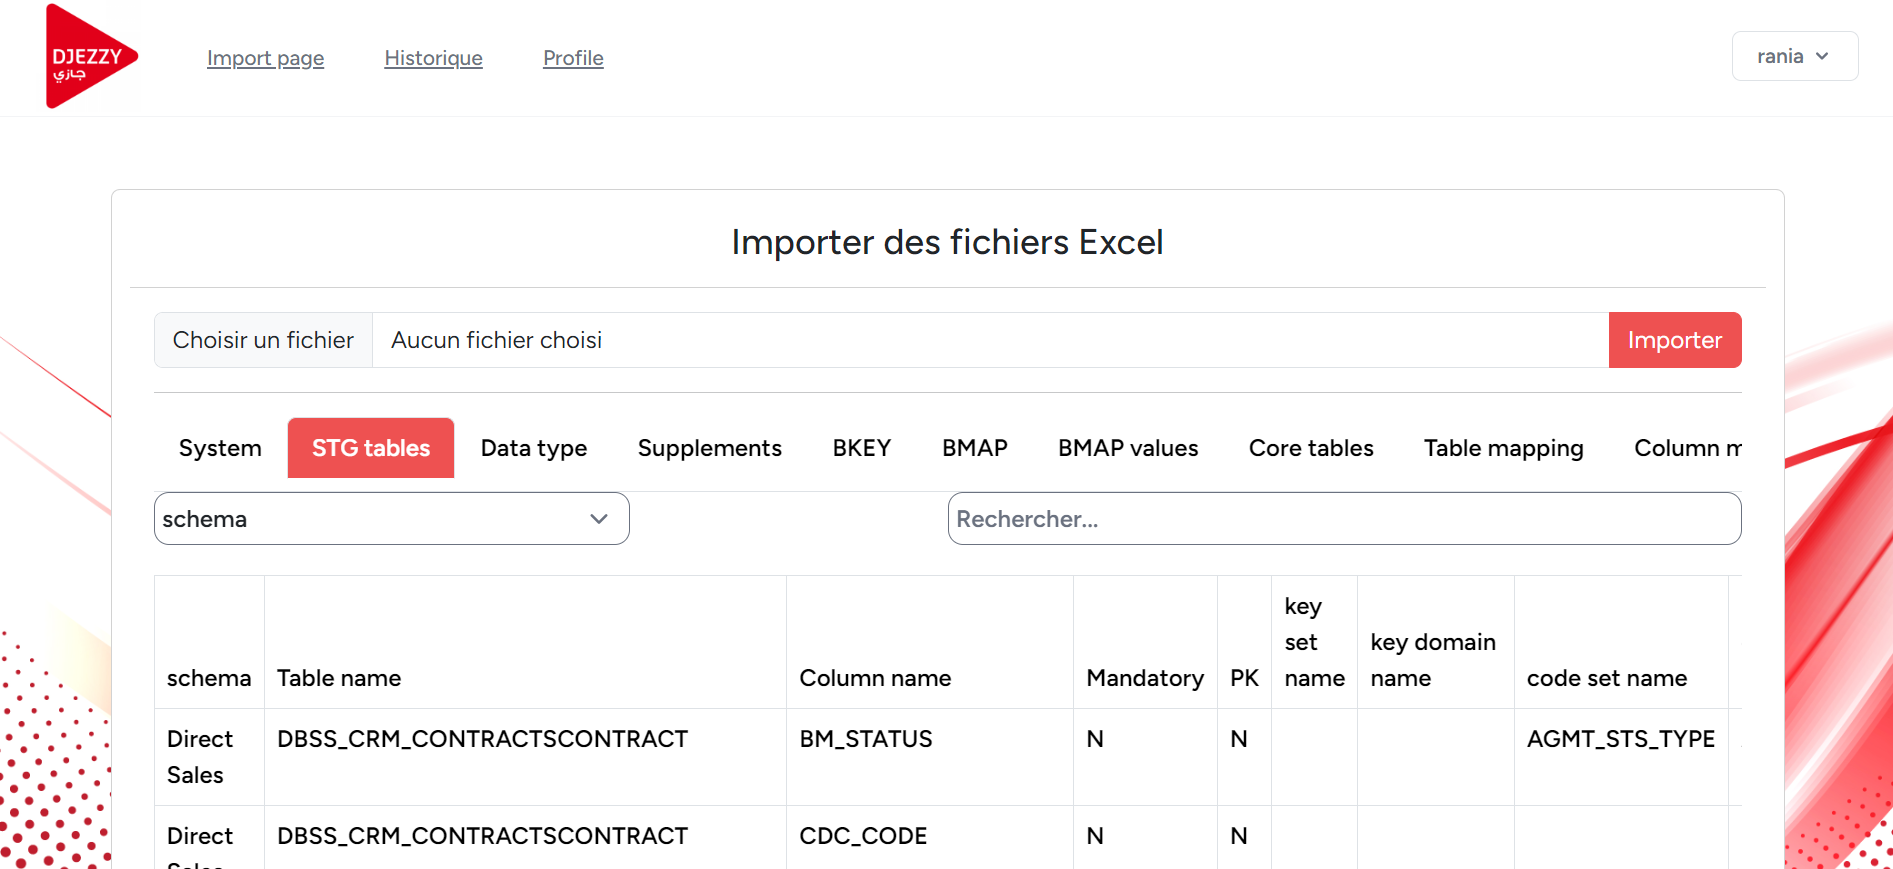 DJEZZY
جازي
Import page Historique Profile rania
Importer des fichiers Excel
Choisir un fichier Aucun fichier choisi Importer
System STG tables Data type Supplements BKEY BMAP BMAP values Core tables Table mapping Column m
schema Rechercher...
schema Table name Column name Mandatory PK key set name key domain name code set name
Direct Sales DBSS_CRM_CONTRACTSCONTRACT BM_STATUS N N AGMT_STS_TYPE
Direct Sales DBSS_CRM_CONTRACTSCONTRACT CDC_CODE N N